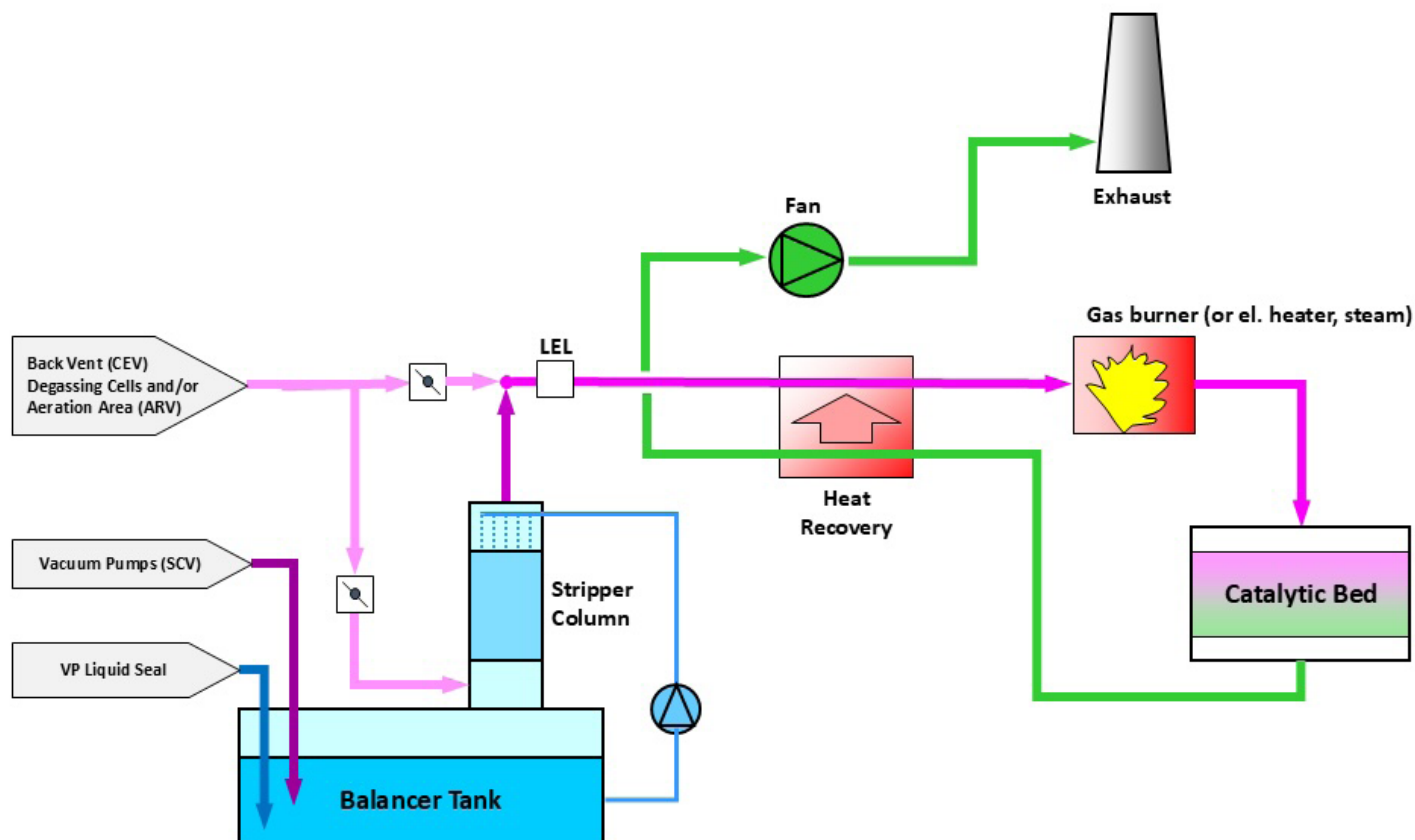 Exhaust
Fan
Gas burner (or el. heater, steam)
LEL
Back Vent (CEV)
Degassing Cells and/or
Aeration Area (ARV)
Heat
Recovery
Vacuum Pumps (SCV)
Stripper
Column
Catalytic Bed
VP Liquid Seal
Balancer Tank